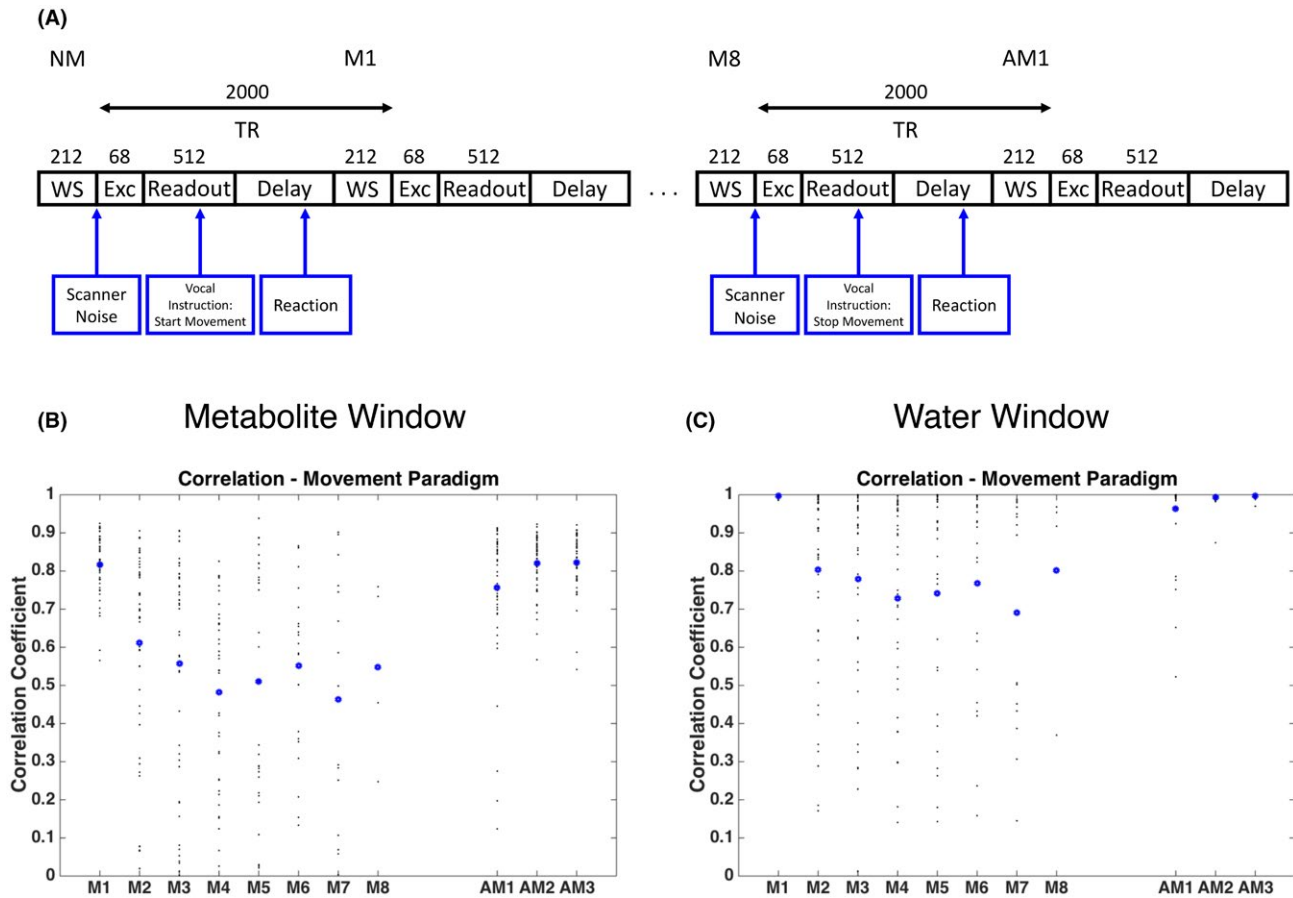 (A)
NM M1 M8 AM1
2000 2000
TR TR
212 68 512 212 68 512 212 68 512 212 68 512
WS Exc Readout Delay WS Exc Readout Delay . . . WS Exc Readout Delay WS Exc Readout Delay
Scanner
Noise
Vocal
Instruction:
Start Movement
Reaction
Scanner
Noise
Vocal
Instruction:
Stop Movement
Reaction
(B) Metabolite Window
Correlation - Movement Paradigm
Correlation Coefficient
1
0.9
0.8
0.7
0.6
0.5
0.4
0.3
0.2
0.1
0
M1 M2 M3 M4 M5 M6 M7 M8 AM1 AM2 AM3
(C) Water Window
Correlation - Movement Paradigm
Correlation Coefficient
1
0.9
0.8
0.7
0.6
0.5
0.4
0.3
0.2
0.1
0
M1 M2 M3 M4 M5 M6 M7 M8 AM1 AM2 AM3